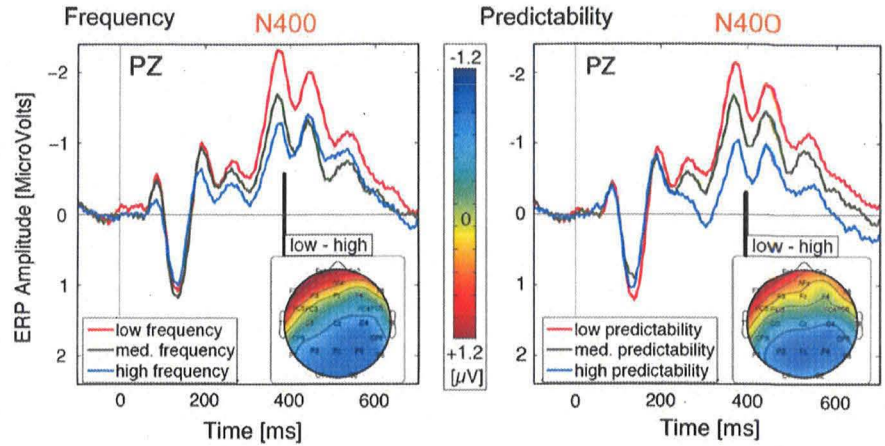 Frequency
N400
PZ
-2
-1
0
1
2
ERP Amplitude [MicroVolts]
low - high
low frequency
med. frequency
high frequency
0
200
400
600
Time [ms]
-1.2
0
+1.2
[µV]
Predictability
N400
PZ
-2
-1
0
1
2
low - high
low predictability
med. predictability
high predictability
0
200
400
600
Time [ms]